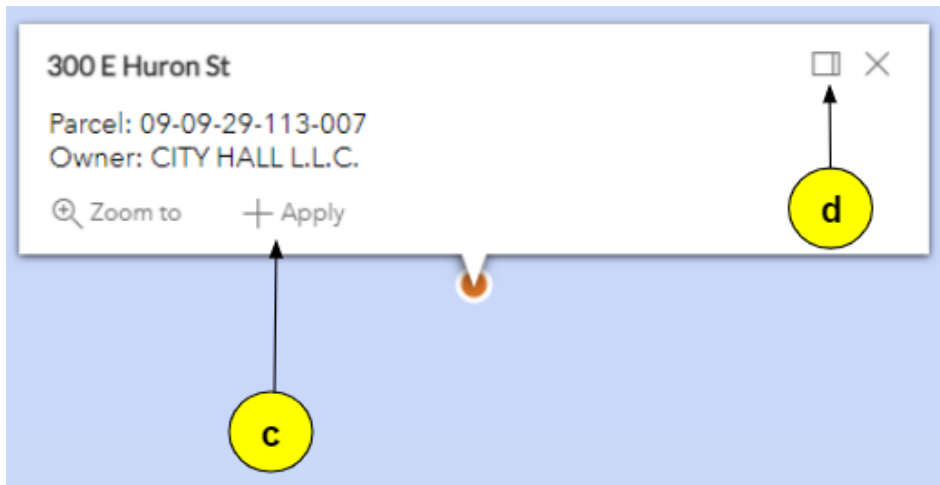 300 E Huron St
Parcel: 09-09-29-113-007
Owner: CITY HALL L.L.C.
Zoom to Apply
d
c